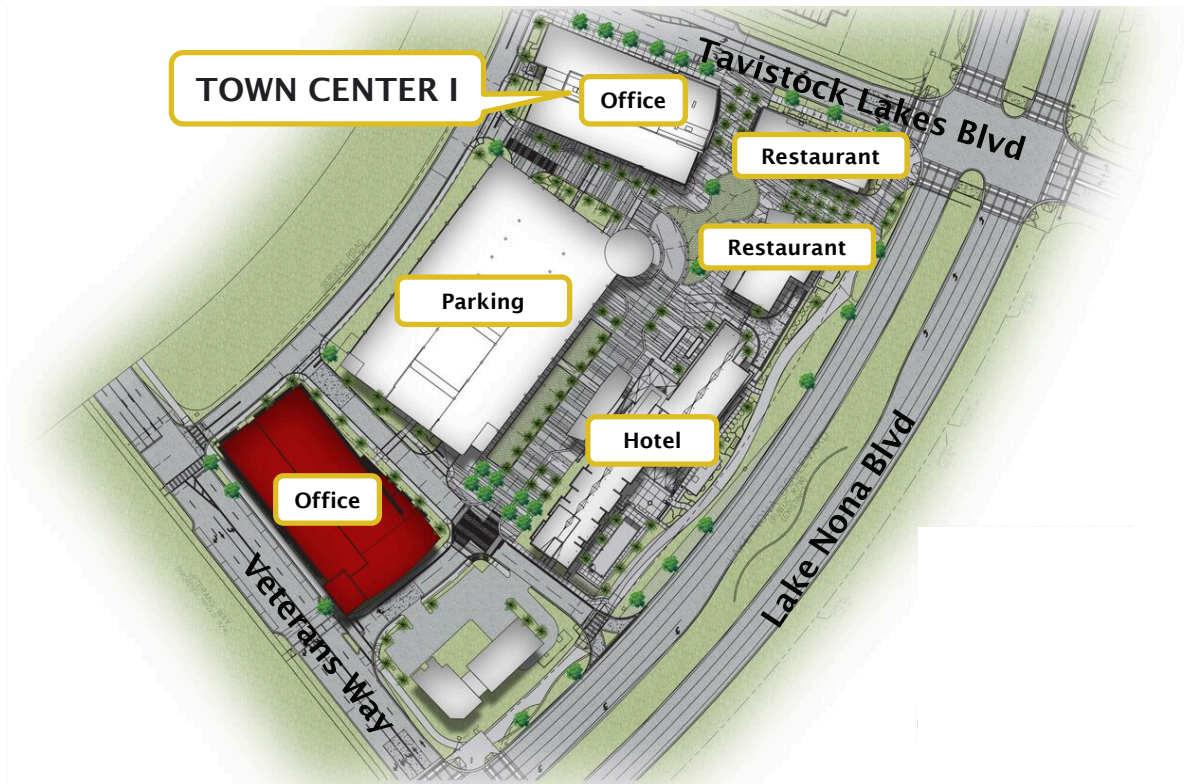 TOWN CENTER I
Office
Tavistock Lakes Blvd
Restaurant
Restaurant
Parking
Hotel
Office
Lake Nona Blvd
Veterans Way